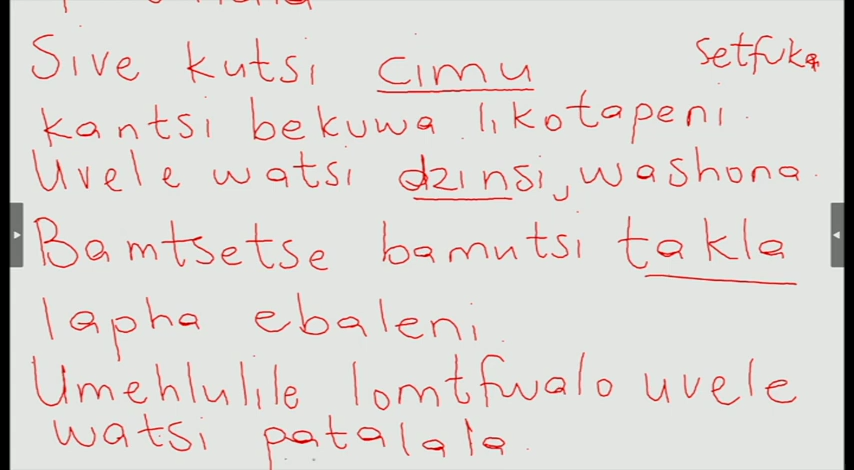 Sive kutsi cimu
setfuka
kantsi bekuwa likotapeni.
Uvele watsi dzinsi, washona.
Bamtsetse bamutsi takla
lapha ebaleni.
Umehlulile lomtfwalo uvele
watsi patalala.